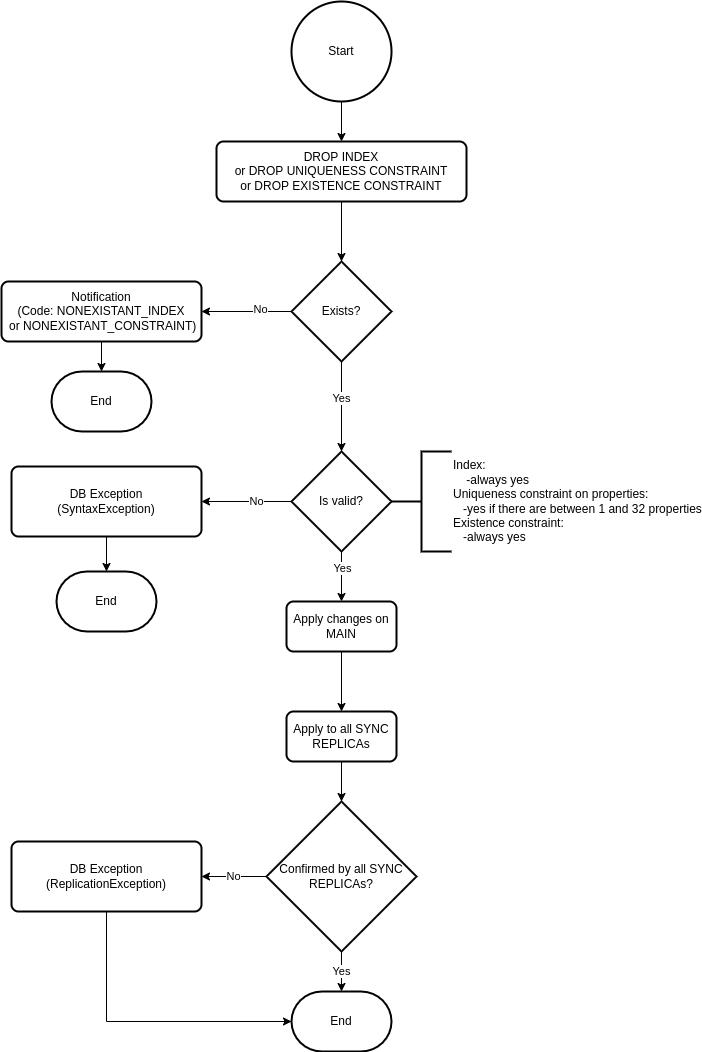 Start
DROP INDEX
or DROP UNIQUENESS CONSTRAINT
or DROP EXISTENCE CONSTRAINT
Exists?
No
Notification
(Code: NONEXISTANT_INDEX
or NONEXISTANT_CONSTRAINT)
End
Yes
Is valid?
Index:
-always yes
Uniqueness constraint on properties:
-yes if there are between 1 and 32 properties
Existence constraint:
-always yes
No
DB Exception
(SyntaxException)
End
Yes
Apply changes on
MAIN
Apply to all SYNC
REPLICAs
Confirmed by all SYNC
REPLICAs?
No
DB Exception
(ReplicationException)
Yes
End